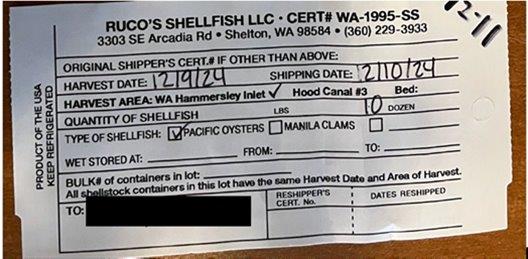 RUCO'S SHELLFISH LLC · CERT# WA-1995-SS
3303 SE Arcadia Rd · Shelton, WA 98584 · (360) 229-3933
12-11
ORIGINAL SHIPPER'S CERT.# IF OTHER THAN ABOVE:
HARVEST DATE: 12/9/24 SHIPPING DATE: 12/10/24
HARVEST AREA: WA Hammersley Inlet ✓ Hood Canal #3 Bed:
QUANTITY OF SHELLFISH LBS 10 DOZEN
TYPE OF SHELLFISH: ☑ PACIFIC OYSTERS ☐ MANILA CLAMS ☐
WET STORED AT: FROM: TO:
BULK# of containers in lot:
All shellstock containers in this lot have the same Harvest Date and Area of Harvest.
TO:
RESHIPPER'S
CERT. No.
DATES RESHIPPED
PRODUCT OF THE USA
KEEP REFRIGERATED